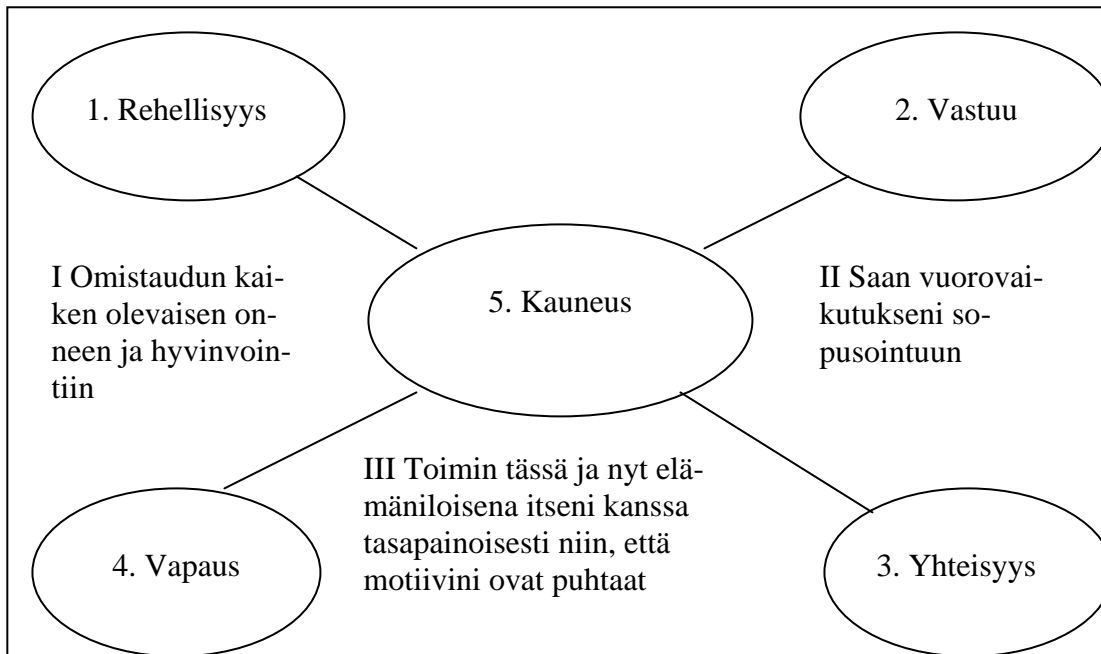 1. Rehellisyys
2. Vastuu
I Omistaudun kai-
ken olevaisen on-
neen ja hyvinvoin-
tiin
5. Kauneus
II Saan vuorovai-
kutukseni so-
pusointuun
III Toimin tässä ja nyt elä-
mäniloisena itseni kanssa
tasapainoisesti niin, että
motiivini ovat puhtaat
4. Vapaus
3. Yhteisyys